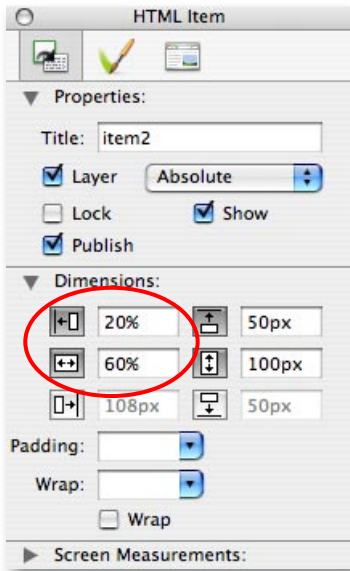 HTML Item
Properties:
Title: item2
Layer Absolute
Lock Show
Publish
Dimensions:
20% 50px
60% 100px
108px 50px
Padding:
Wrap:
Wrap
Screen Measurements: